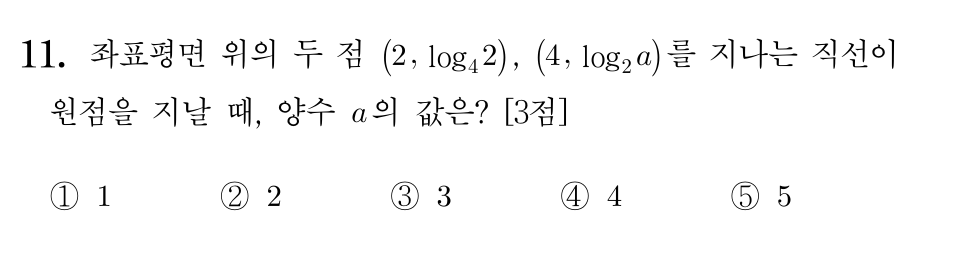 11. 좌표평면 위의 두 점 (2, log₄2), (4, log₂a)를 지나는 직선이
원점을 지날 때, 양수 a의 값은? [3점]
① 1 ② 2 ③ 3 ④ 4 ⑤ 5